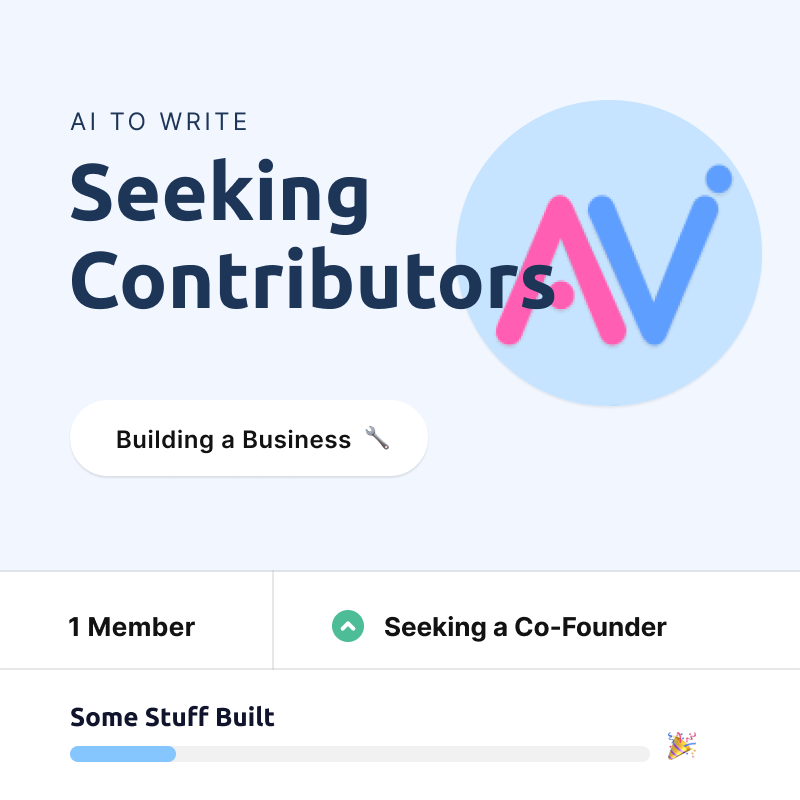 AI TO WRITE
Seeking
Contributors
AV
Building a Business 🔧
1 Member
Seeking a Co-Founder
Some Stuff Built